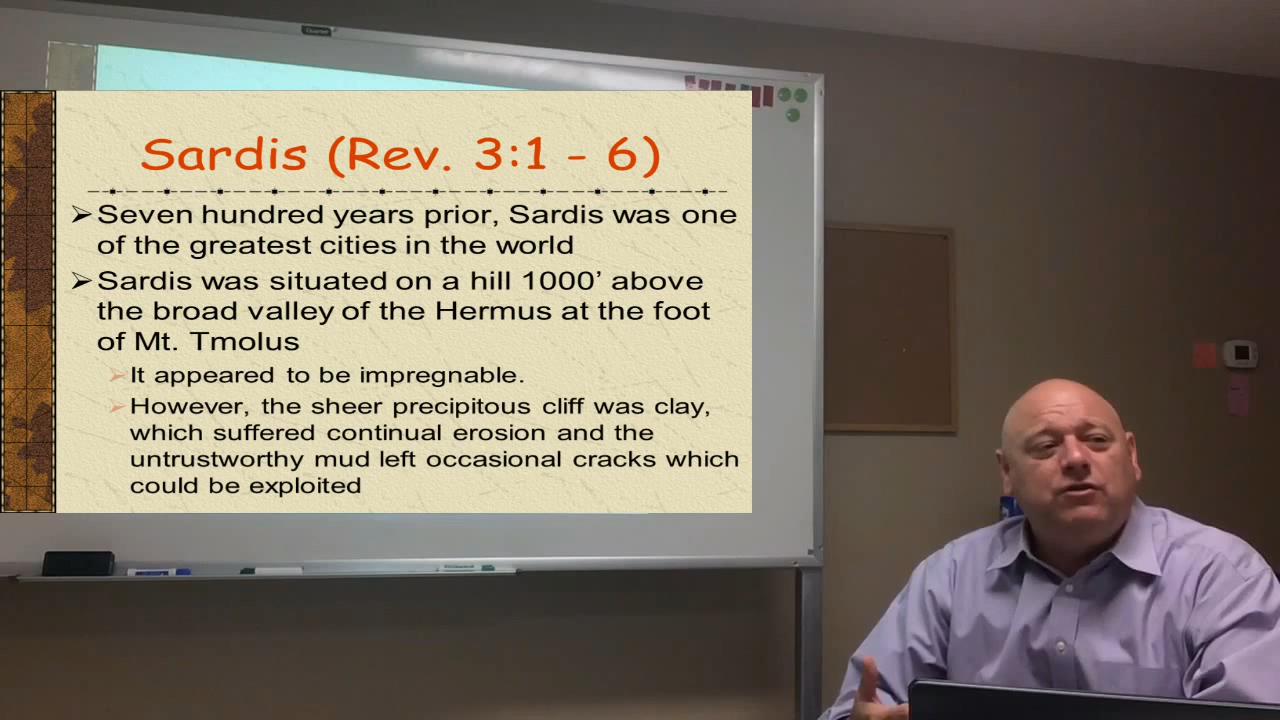 Sardis (Rev. 3:1 - 6)
Seven hundred years prior, Sardis was one
of the greatest cities in the world
Sardis was situated on a hill 1000’ above
the broad valley of the Hermus at the foot
of Mt. Tmolus
It appeared to be impregnable.
However, the sheer precipitous cliff was clay,
which suffered continual erosion and the
untrustworthy mud left occasional cracks which
could be exploited